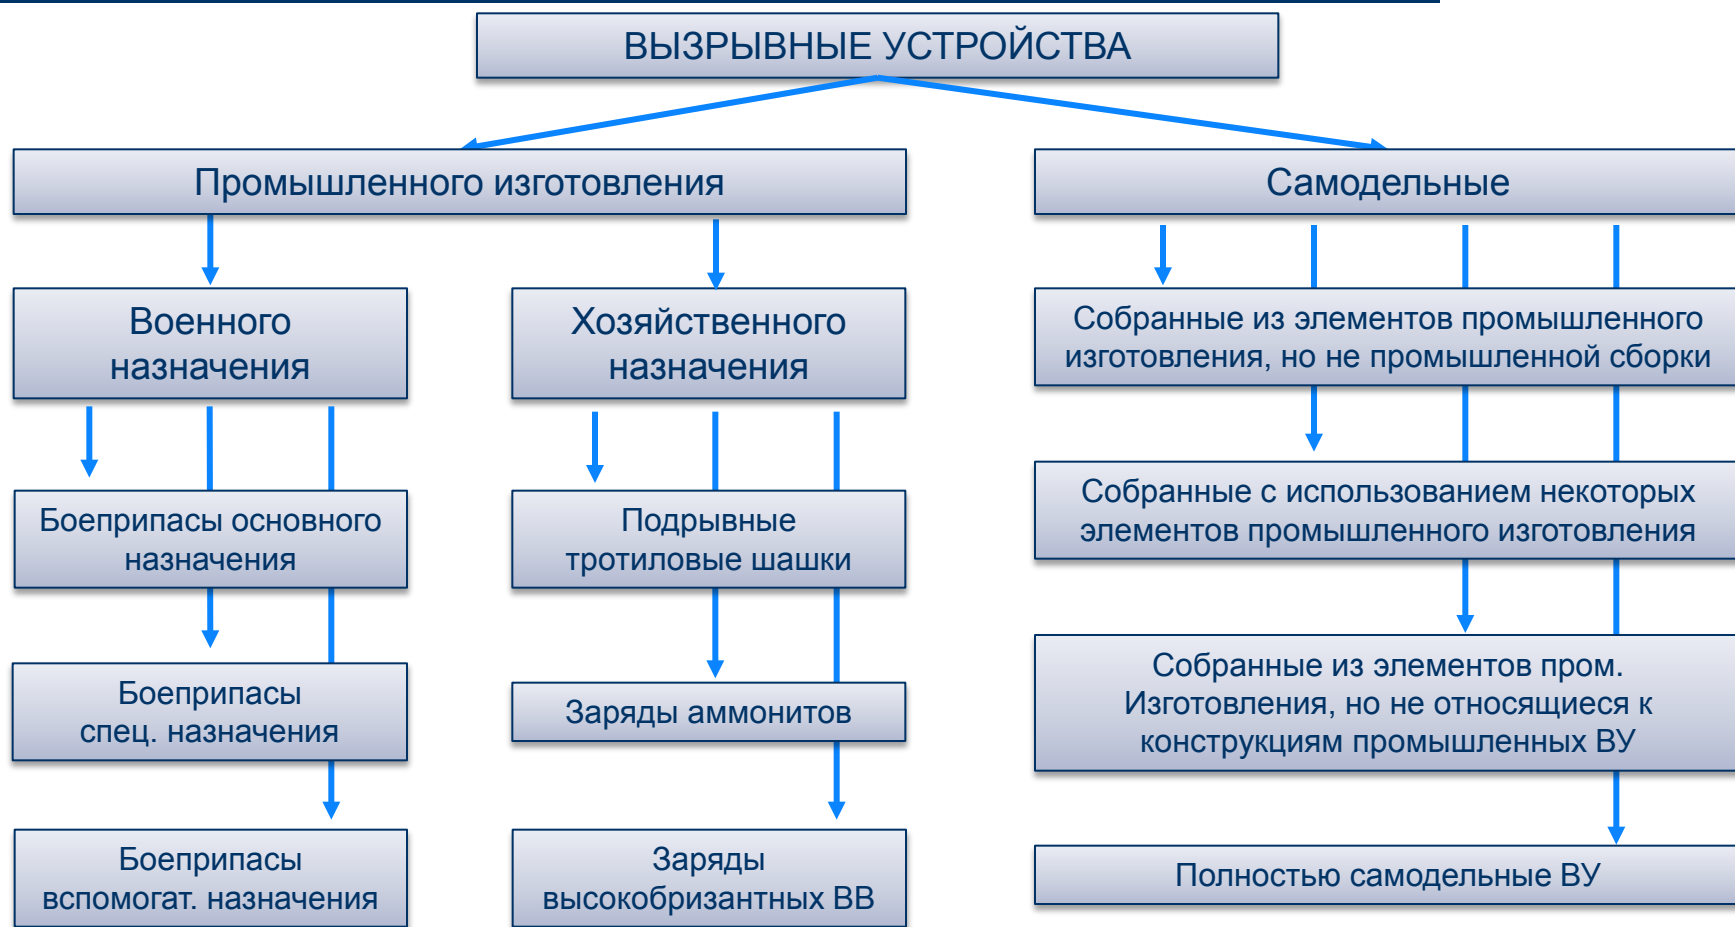 ВЫЗРЫВНЫЕ УСТРОЙСТВА
Промышленного изготовления
Самодельные
Военного
назначения
Хозяйственного
назначения
Собранные из элементов промышленного
изготовления, но не промышленной сборки
Боеприпасы основного
назначения
Подрывные
тротиловые шашки
Собранные с использованием некоторых
элементов промышленного изготовления
Боеприпасы
спец. назначения
Заряды аммонитов
Собранные из элементов пром.
Изготовления, но не относящиеся к
конструкциям промышленных ВУ
Боеприпасы
вспомогат. назначения
Заряды
высокобризантных ВВ
Полностью самодельные ВУ